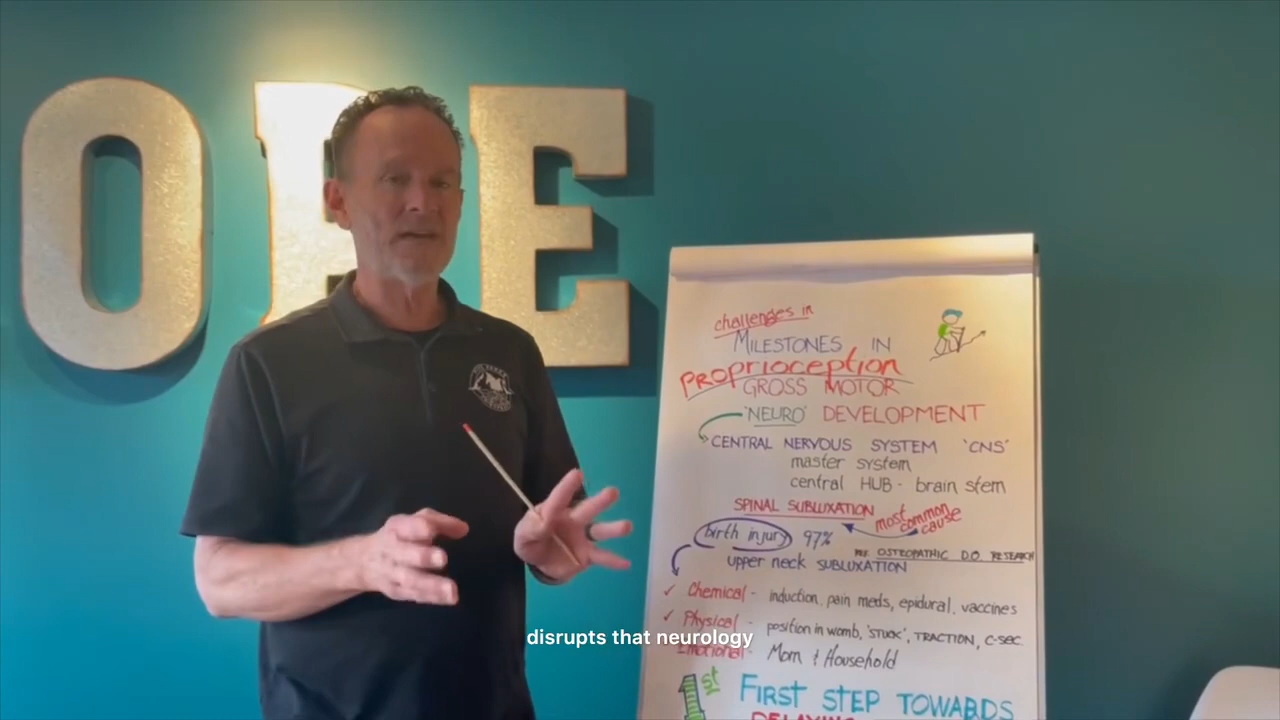 OPE
challenges in
MILESTONES IN
PROPRIOCEPTION
GROSS MOTOR
'NEURO' DEVELOPMENT
CENTRAL NERVOUS SYSTEM 'CNS'
master system
central HUB - brain stem
SPINAL SUBLUXATION
most common cause
birth injury 97%
OSTEOPATHIC D.O. RESEARCH
upper neck SUBLUXATION
✓ Chemical - induction, pain meds, epidural, vaccines
✓ Physical - position in womb, 'STUCK', TRACTION, C-SEC.
Emotional - Mom & Household
disrupts that neurology
1st FIRST STEP TOWARDS